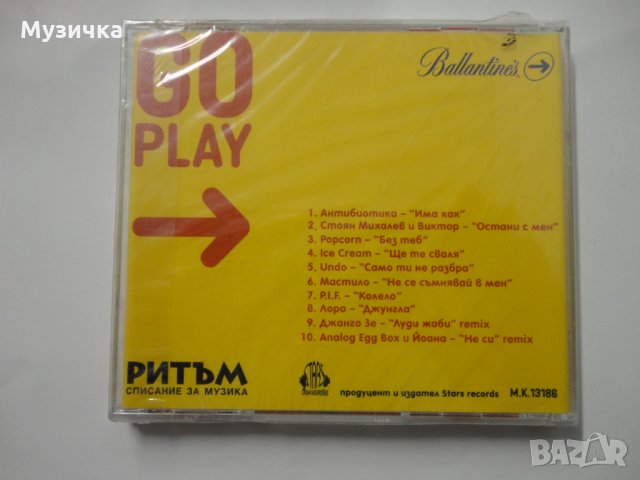 Музичка
GO
PLAY
Ballantine's
1. Антибиотика – "Има как"
2. Стоян Михалев и Виктор – "Остани с мен"
3. Popcorn – "Без теб"
4. Ice Cream – "Ще те сваля"
5. Undo – "Само ти не разбра"
6. Мастило – "Не се съмнявай в мен"
7. P.I.F. – "Колело"
8. Лора – "Джунгла"
9. Джанго Зе – "Луди жаби" remix
10. Analog Egg Box и Йоана – "Не си" remix
РИТЪМ
СПИСАНИЕ ЗА МУЗИКА
STARS
продуцент и издател Stars records
М.К.13186
BAZAR